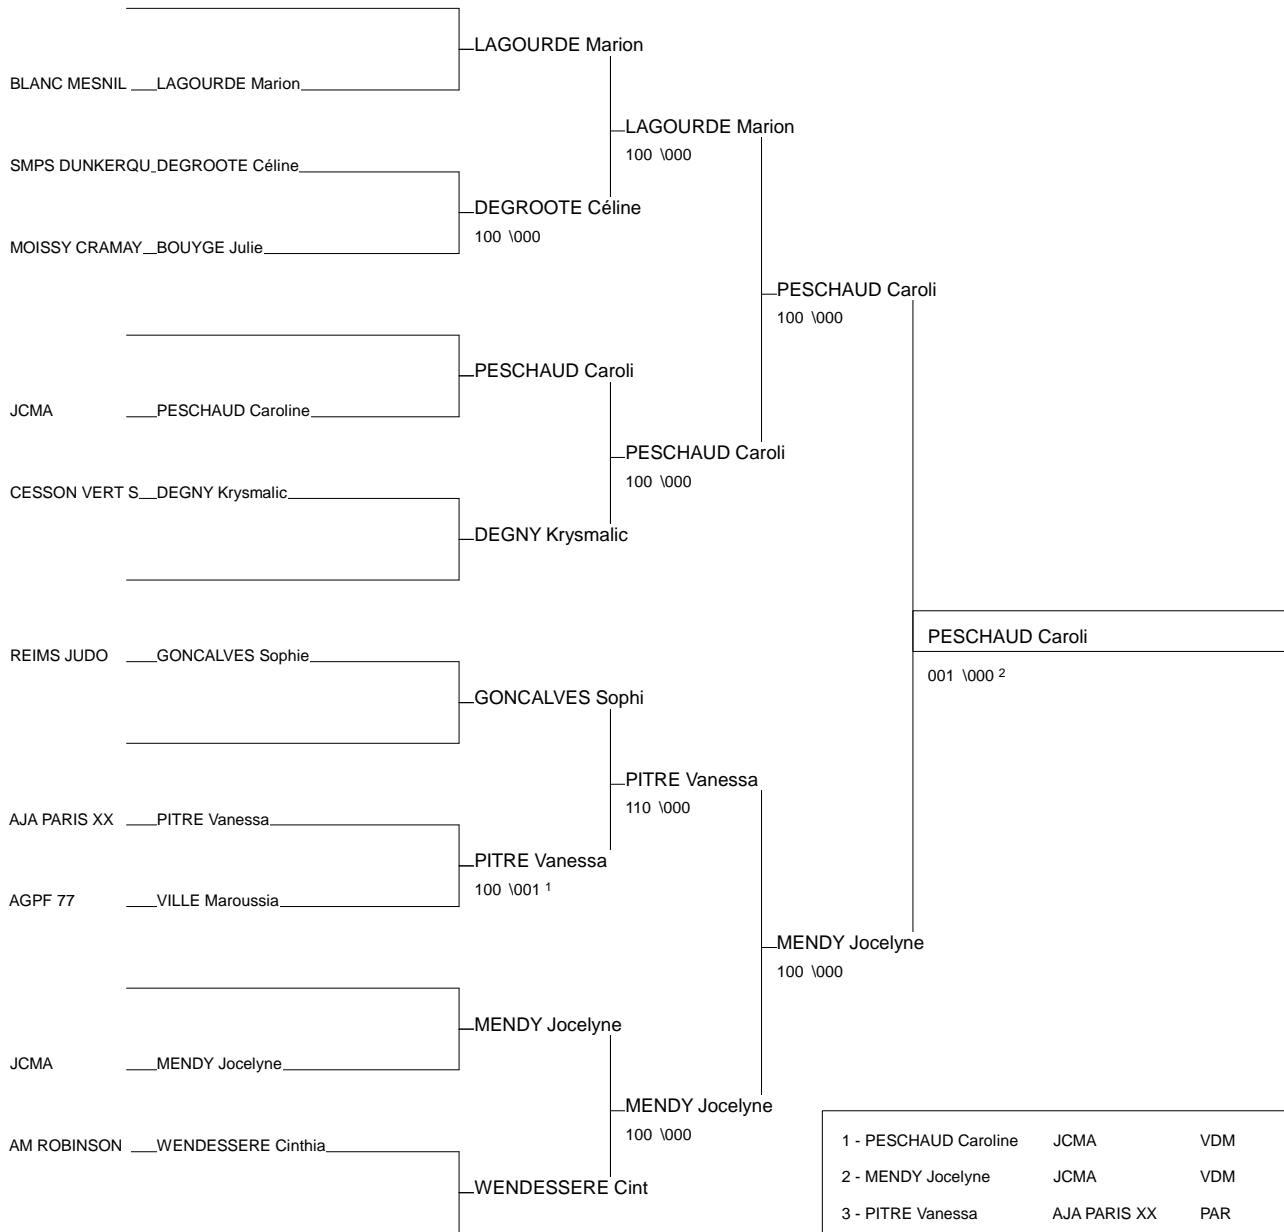 LAGOURDE Marion
BLANC MESNIL LAGOURDE Marion
LAGOURDE Marion
100 \000
SMPS DUNKERQU DEGROOTE Céline
DEGROOTE Céline
100 \000
MOISSY CRAMAY BOUYGE Julie
PESCHAUD Caroli
100 \000
PESCHAUD Caroli
JCMA PESCHAUD Caroline
PESCHAUD Caroli
100 \000
CESSON VERT S DEGNY Krysmalic
DEGNY Krysmalic
PESCHAUD Caroli
001 \000 2
REIMS JUDO GONCALVES Sophie
GONCALVES Sophi
PITRE Vanessa
110 \000
AJA PARIS XX PITRE Vanessa
PITRE Vanessa
100 \001 1
AGPF 77 VILLE Maroussia
MENDY Jocelyne
100 \000
MENDY Jocelyne
JCMA MENDY Jocelyne
MENDY Jocelyne
100 \000
AM ROBINSON WENDESSERE Cinthia
WENDESSERE Cint
1 - PESCHAUD Caroline JCMA VDM
2 - MENDY Jocelyne JCMA VDM
3 - PITRE Vanessa AJA PARIS XX PAR